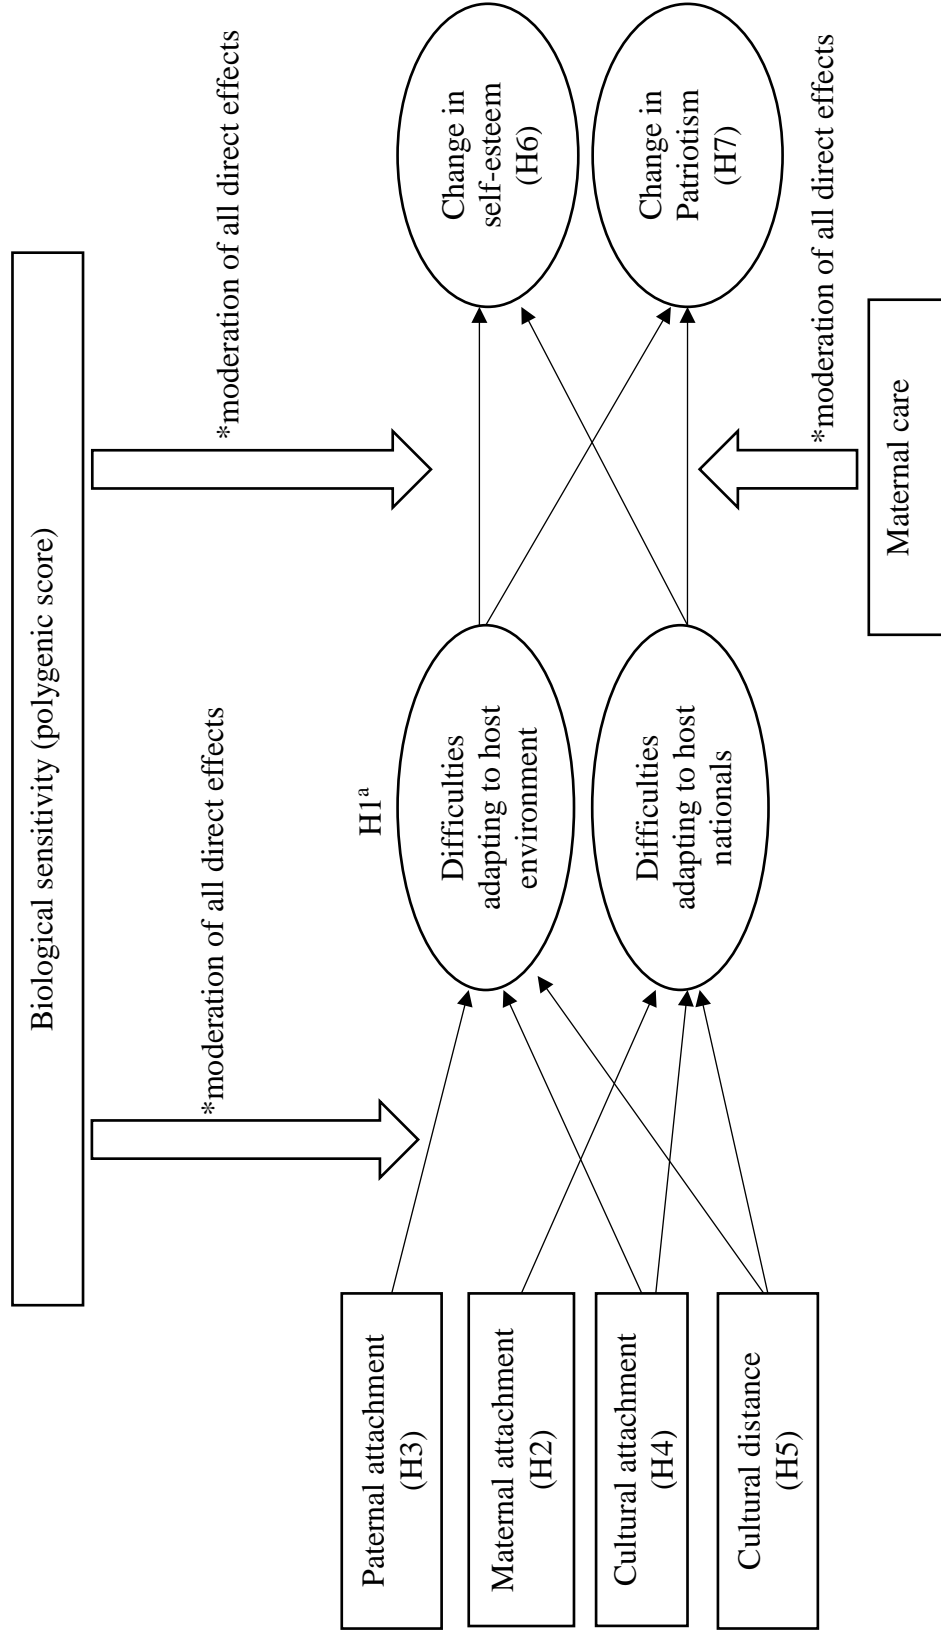 Biological sensitivity (polygenic score)
*moderation of all direct effects
*moderation of all direct effects
Paternal attachment
(H3)
Maternal attachment
(H2)
Cultural attachment
(H4)
Cultural distance
(H5)
H1ᵃ
Difficulties
adapting to host
environment
Difficulties
adapting to host
nationals
Change in
self-esteem
(H6)
Change in
Patriotism
(H7)
*moderation of all direct effects
Maternal care